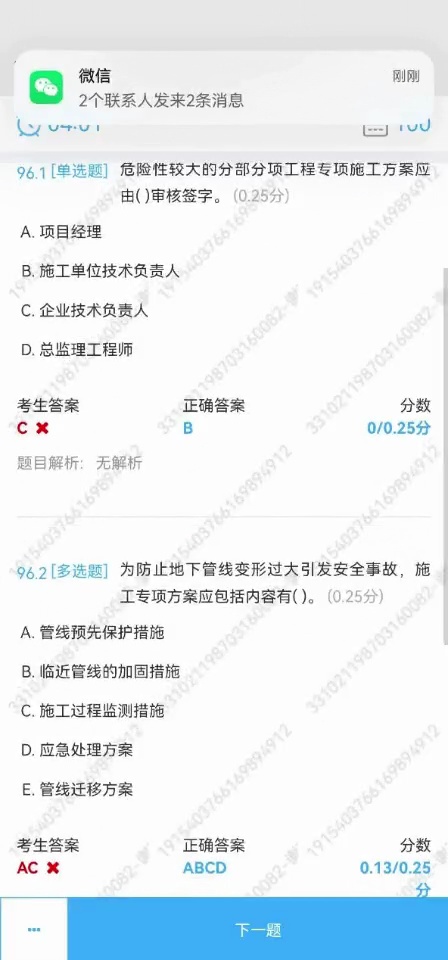 微信
刚刚
2个联系人发来2条消息
96.1 [单选题] 危险性较大的分部分项工程专项施工方案应
由( )审核签字。 (0.25分)
A. 项目经理
B. 施工单位技术负责人
C. 企业技术负责人
D. 总监理工程师
考生答案 正确答案 分数
C ✖ B 0/0.25分
题目解析: 无解析
96.2 [多选题] 为防止地下管线变形过大引发安全事故，施
工专项方案应包括内容有( )。 (0.25分)
A. 管线预先保护措施
B. 临近管线的加固措施
C. 施工过程监测措施
D. 应急处理方案
E. 管线迁移方案
考生答案 正确答案 分数
AC ✖ ABCD 0.13/0.25
分
... 下一题